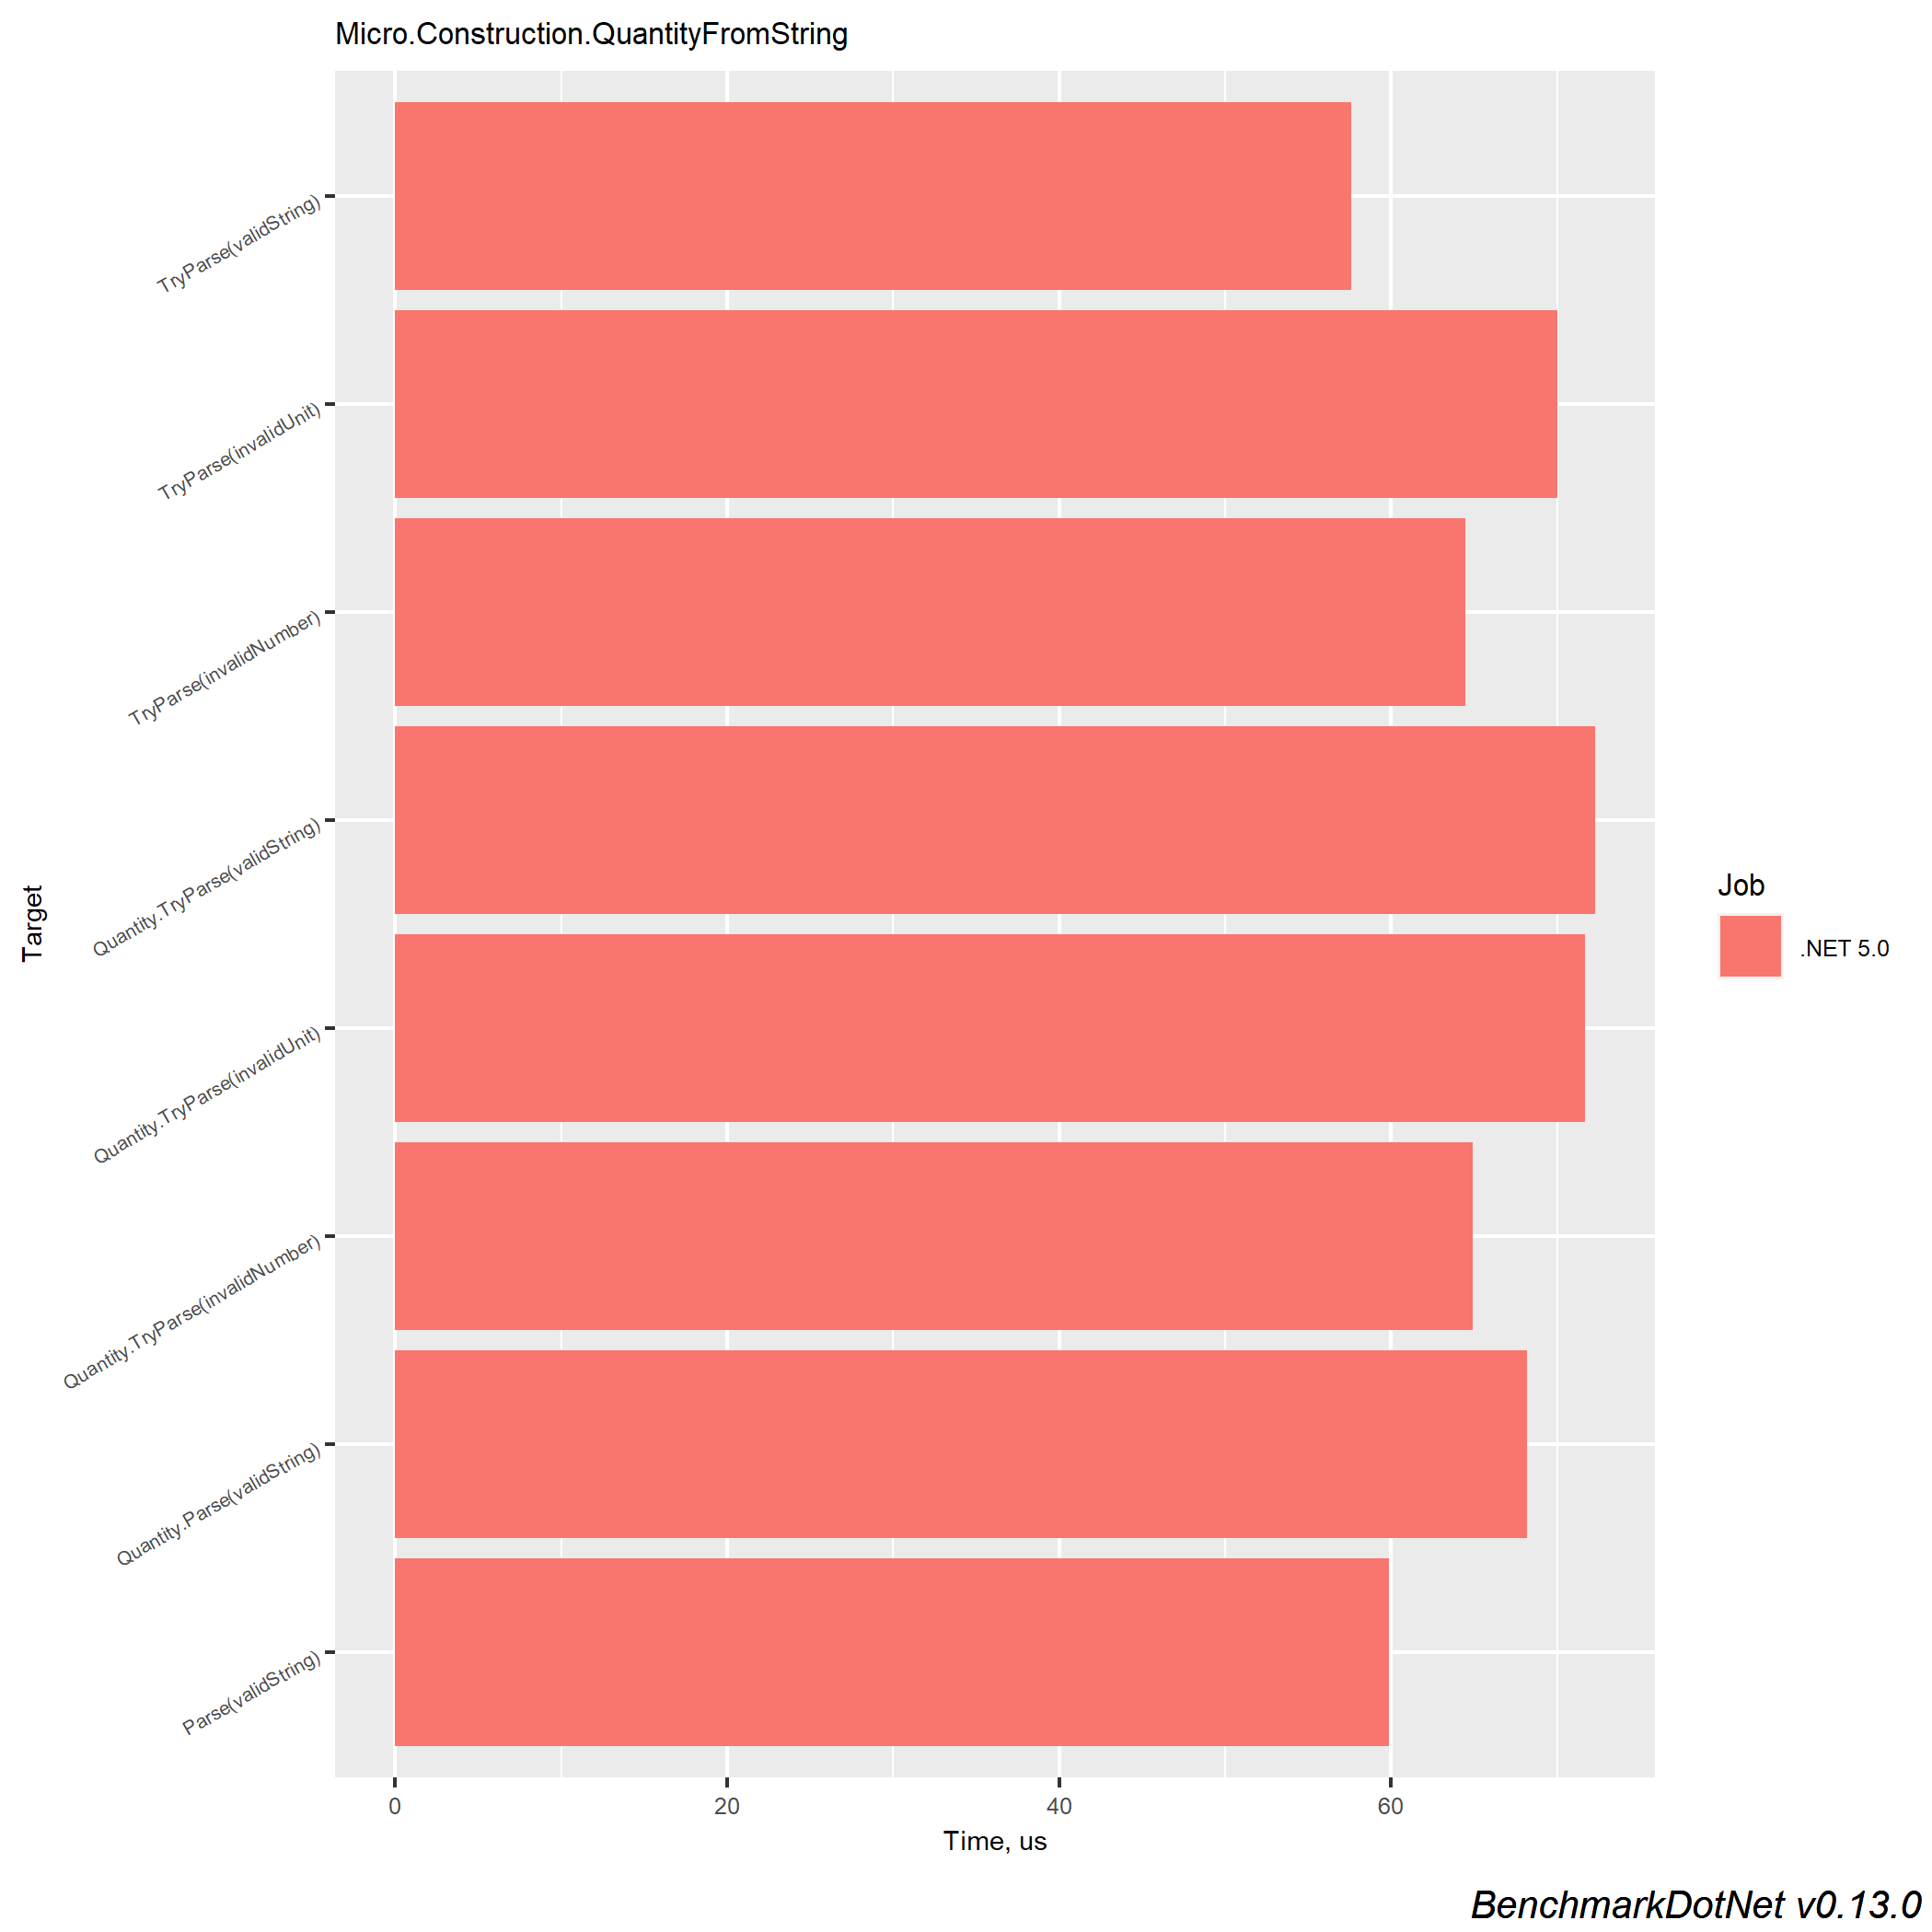 Micro.Construction.QuantityFromString
TryParse(validString)
TryParse(invalidUnit)
TryParse(invalidNumber)
Quantity.TryParse(validString)
Quantity.TryParse(invalidUnit)
Quantity.TryParse(invalidNumber)
Quantity.Parse(validString)
Parse(validString)
Target
0 20 40 60
Time, us
Job
.NET 5.0
BenchmarkDotNet v0.13.0